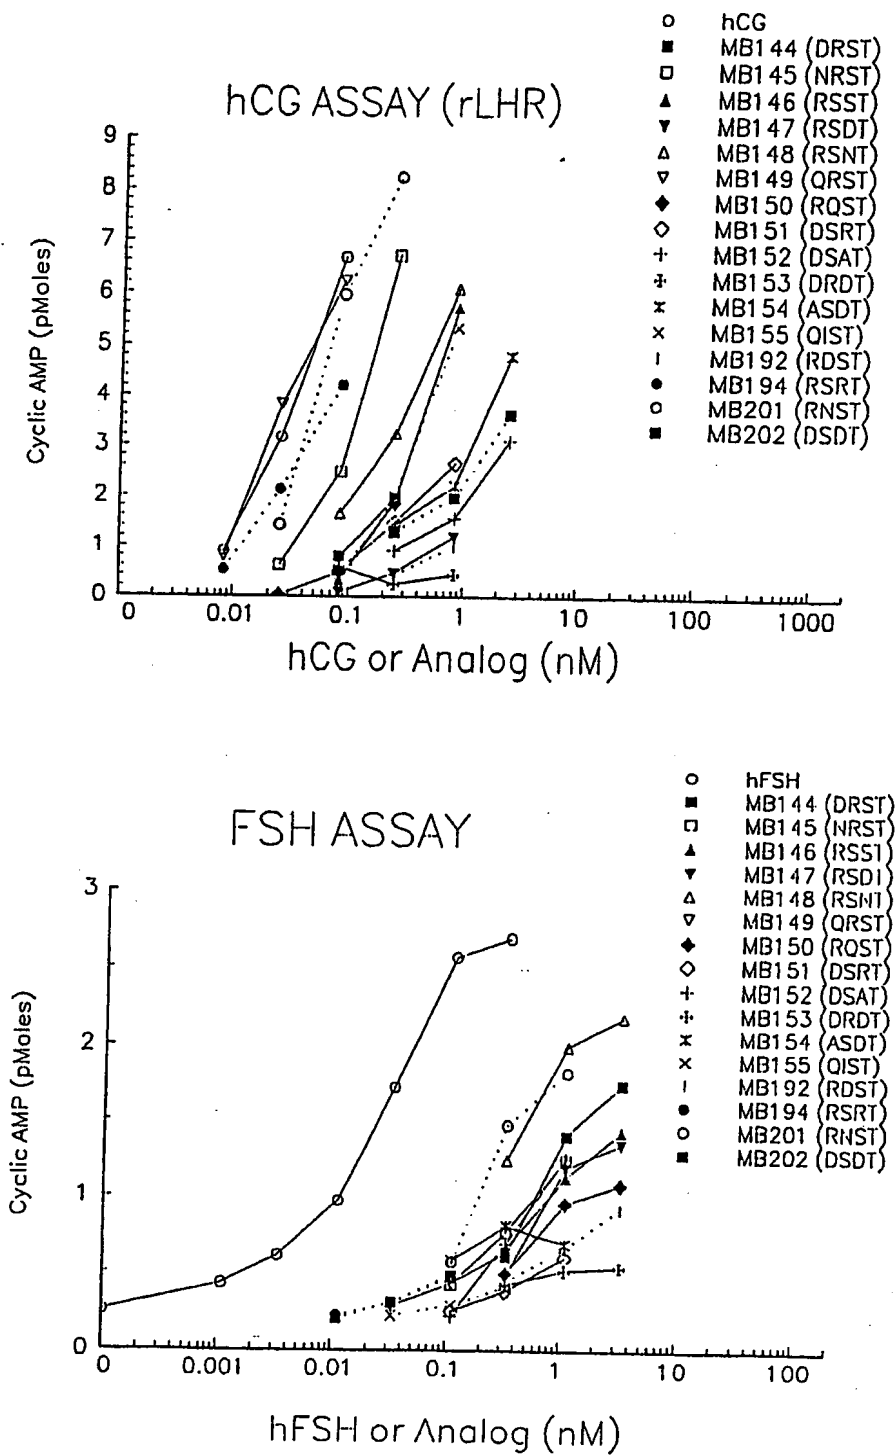 hCG
MB144 (DRST)
MB145 (NRST)
MB146 (RSST)
MB147 (RSDT)
MB148 (RSNT)
MB149 (QRST)
MB150 (RQST)
MB151 (DSRT)
MB152 (DSAT)
MB153 (DRDT)
MB154 (ASDT)
MB155 (QIST)
MB192 (RDST)
MB194 (RSRT)
MB201 (RNST)
MB202 (DSDT)
hCG ASSAY (rLHR)
Cyclic AMP (pMoles)
9
8
7
6
5
4
3
2
1
0
0 0.01 0.1 1 10 100 1000
hCG or Analog (nM)
hFSH
MB144 (DRST)
MB145 (NRST)
MB146 (RSST)
MB147 (RSDT)
MB148 (RSNT)
MB149 (QRST)
MB150 (RQST)
MB151 (DSRT)
MB152 (DSAT)
MB153 (DRDT)
MB154 (ASDT)
MB155 (QIST)
MB192 (RDST)
MB194 (RSRT)
MB201 (RNST)
MB202 (DSDT)
FSH ASSAY
Cyclic AMP (pMoles)
3
2
1
0
0 0.001 0.01 0.1 1 10 100
hFSH or Analog (nM)